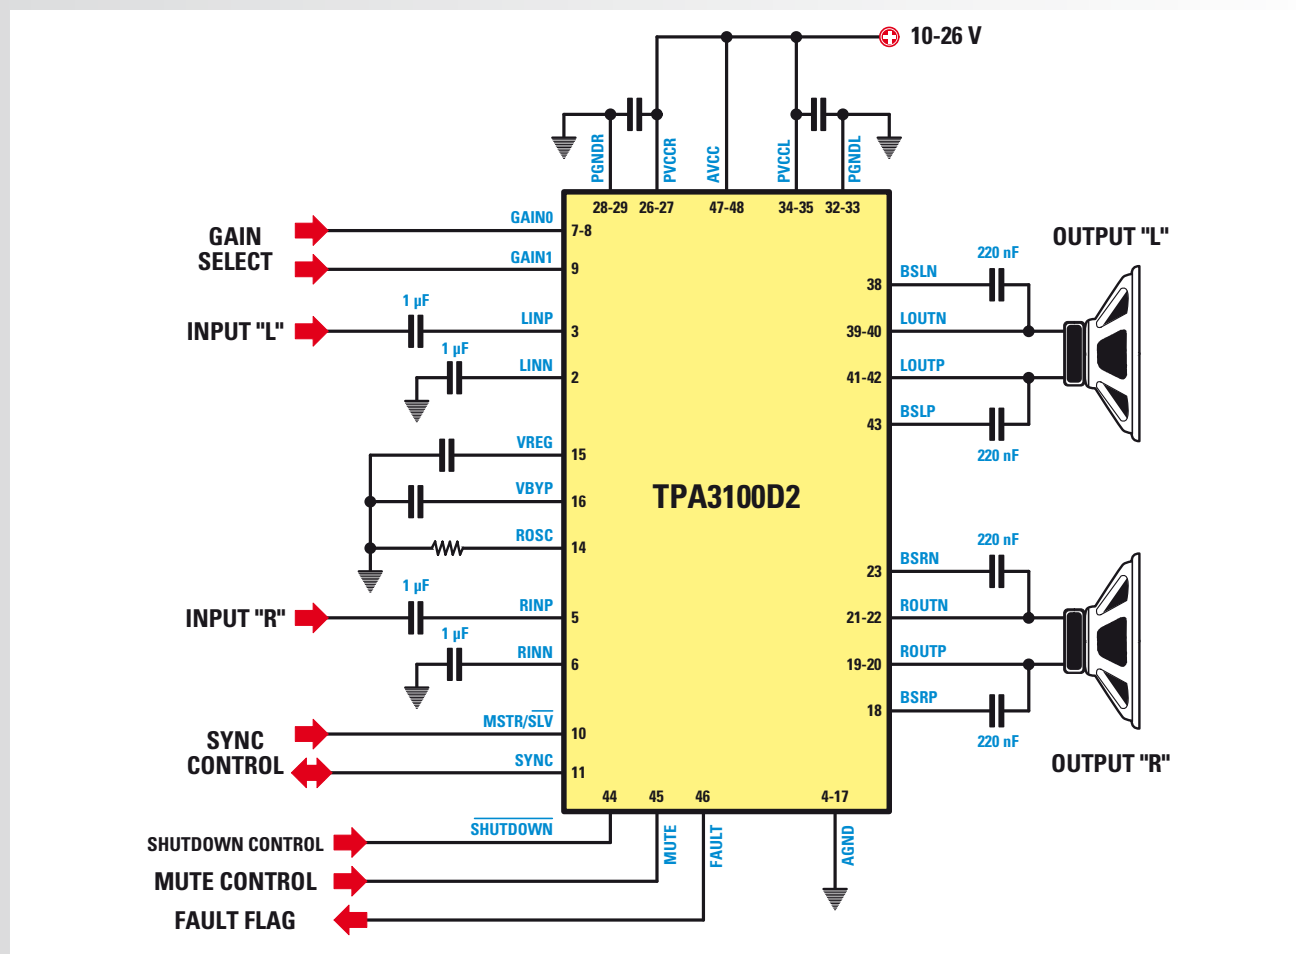 10-26 V
PGNDR
PVCCR
AVCC
PVCCL
PGNDL
28-29
26-27
47-48
34-35
32-33
GAIN
SELECT
GAIN0
7-8
GAIN1
9
INPUT "L"
1 µF
LINP
3
1 µF
LINN
2
VREG
15
VBYP
16
ROSC
14
INPUT "R"
1 µF
RINP
5
1 µF
RINN
6
SYNC
CONTROL
MSTR/SLV
10
SYNC
11
TPA3100D2
OUTPUT "L"
38
BSLN
220 nF
39-40
LOUTN
41-42
LOUTP
43
BSLP
220 nF
23
BSRN
220 nF
21-22
ROUTN
19-20
ROUTP
18
BSRP
220 nF
OUTPUT "R"
44
45
46
4-17
SHUTDOWN CONTROL
SHUTDOWN
MUTE
FAULT
AGND
MUTE CONTROL
FAULT FLAG